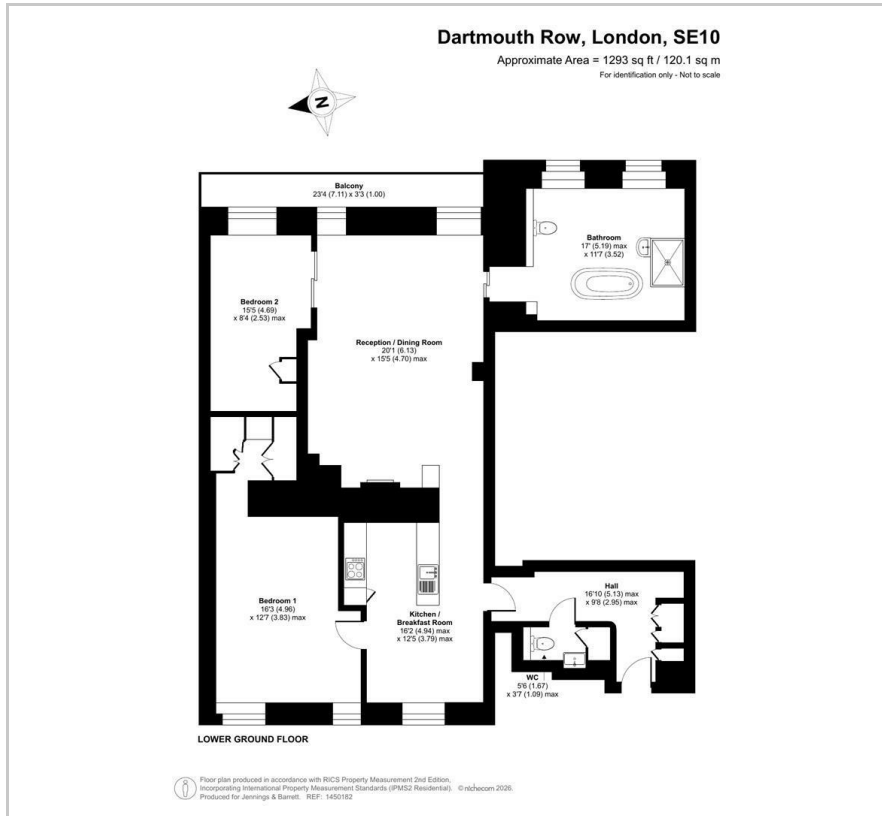 Dartmouth Row, London, SE10
Approximate Area = 1293 sq ft / 120.1 sq m
For identification only - Not to scale
N
Balcony
23'4 (7.11) x 3'3 (1.00)
Bathroom
17' (5.19) max
x 11'7 (3.52)
Bedroom 2
15'5 (4.69)
x 8'4 (2.53) max
Reception / Dining Room
20'1 (6.13)
x 15'5 (4.70) max
Bedroom 1
16'3 (4.96)
x 12'7 (3.83) max
Kitchen /
Breakfast Room
16'2 (4.94) max
x 12'5 (3.79) max
Hall
16'10 (5.13) max
x 9'8 (2.95) max
WC
5'6 (1.67)
x 3'7 (1.09) max
LOWER GROUND FLOOR
Floor plan produced in accordance with RICS Property Measurement 2nd Edition,
Incorporating International Property Measurement Standards (IPMS2 Residential). © nichecom 2026.
Produced for Jennings & Barrett. REF: 1450182